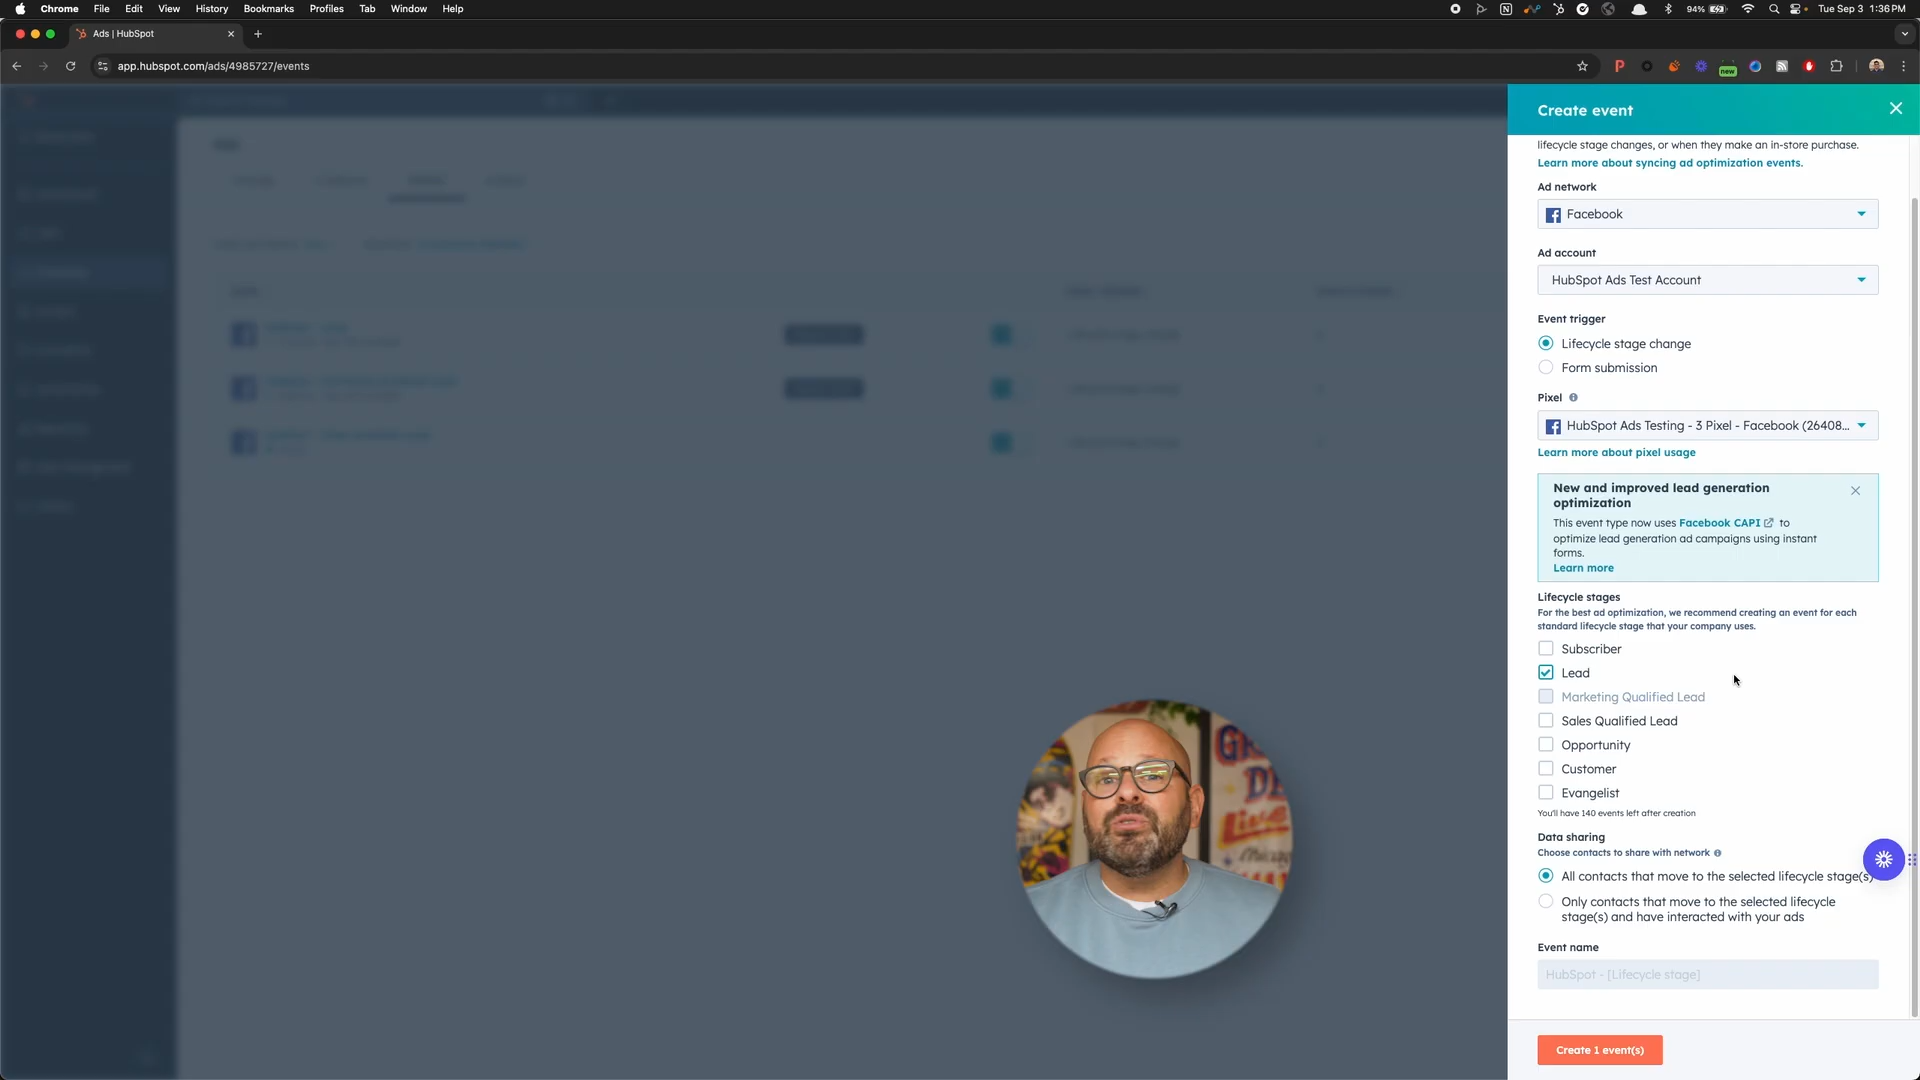 Chrome File Edit View History Bookmarks Profiles Tab Window Help
94%
Tue Sep 3 1:36 PM
Ads | HubSpot
app.hubspot.com/ads/4985727/events
new
Create event
lifecycle stage changes, or when they make an in-store purchase.
Learn more about syncing ad optimization events.
Ad network
Facebook
Ad account
HubSpot Ads Test Account
Event trigger
Lifecycle stage change
Form submission
Pixel
HubSpot Ads Testing - 3 Pixel - Facebook (26408...
Learn more about pixel usage
New and improved lead generation
optimization
This event type now uses Facebook CAPI to
optimize lead generation ad campaigns using instant
forms.
Learn more
Lifecycle stages
For the best ad optimization, we recommend creating an event for each
standard lifecycle stage that your company uses.
Subscriber
Lead
Marketing Qualified Lead
Sales Qualified Lead
Opportunity
Customer
Evangelist
You'll have 140 events left after creation
Data sharing
Choose contacts to share with network
All contacts that move to the selected lifecycle stage(s)
Only contacts that move to the selected lifecycle
stage(s) and have interacted with your ads
Event name
HubSpot - [Lifecycle stage]
Create 1 event(s)